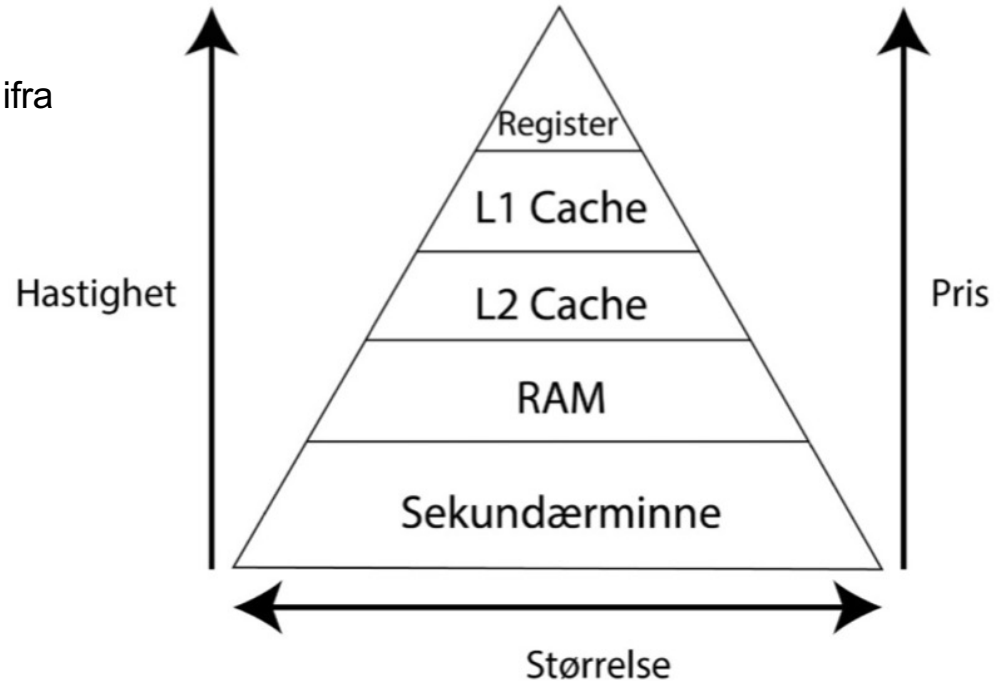 ifra
Register
L1 Cache
Hastighet
L2 Cache
Pris
RAM
Sekundærminne
Størrelse